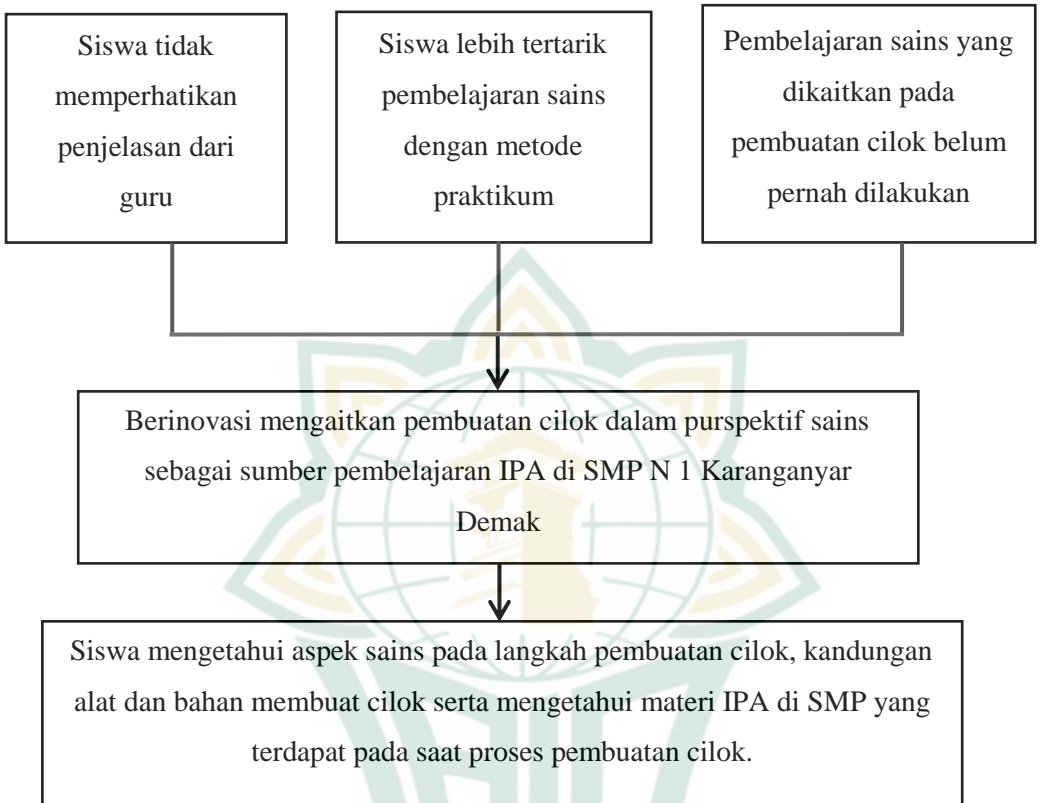 Siswa tidak
memperhatikan
penjelasan dari
guru
Siswa lebih tertarik
pembelajaran sains
dengan metode
praktikum
Pembelajaran sains yang
dikaitkan pada
pembuatan cilok belum
pernah dilakukan
Berinovasi mengaitkan pembuatan cilok dalam purspektif sains
sebagai sumber pembelajaran IPA di SMP N 1 Karanganyar
Demak
Siswa mengetahui aspek sains pada langkah pembuatan cilok, kandungan
alat dan bahan membuat cilok serta mengetahui materi IPA di SMP yang
terdapat pada saat proses pembuatan cilok.